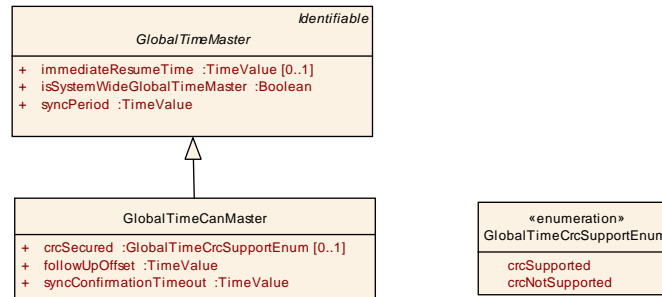 Identifiable
GlobalTimeMaster
+ immediateResumeTime :TimeValue [0..1]
+ isSystemWideGlobalTimeMaster :Boolean
+ syncPeriod :TimeValue
GlobalTimeCanMaster
+ crcSecured :GlobalTimeCrcSupportEnum [0..1]
+ followUpOffset :TimeValue
+ syncConfirmationTimeout :TimeValue
«enumeration»
GlobalTimeCrcSupportEnum
crcSupported
crcNotSupported